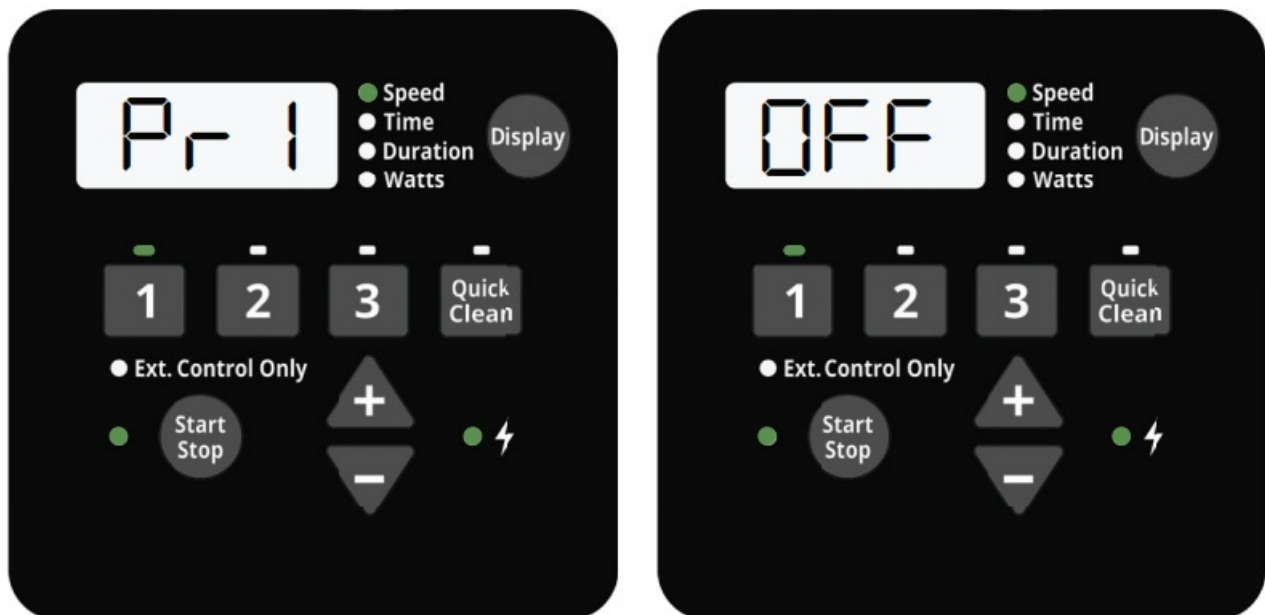 Pr 1
Speed
Time
Duration
Watts
Display
1 2 3 Quick
Clean
Ext. Control Only
Start
Stop
+
-
OFF
Speed
Time
Duration
Watts
Display
1 2 3 Quick
Clean
Ext. Control Only
Start
Stop
+
-